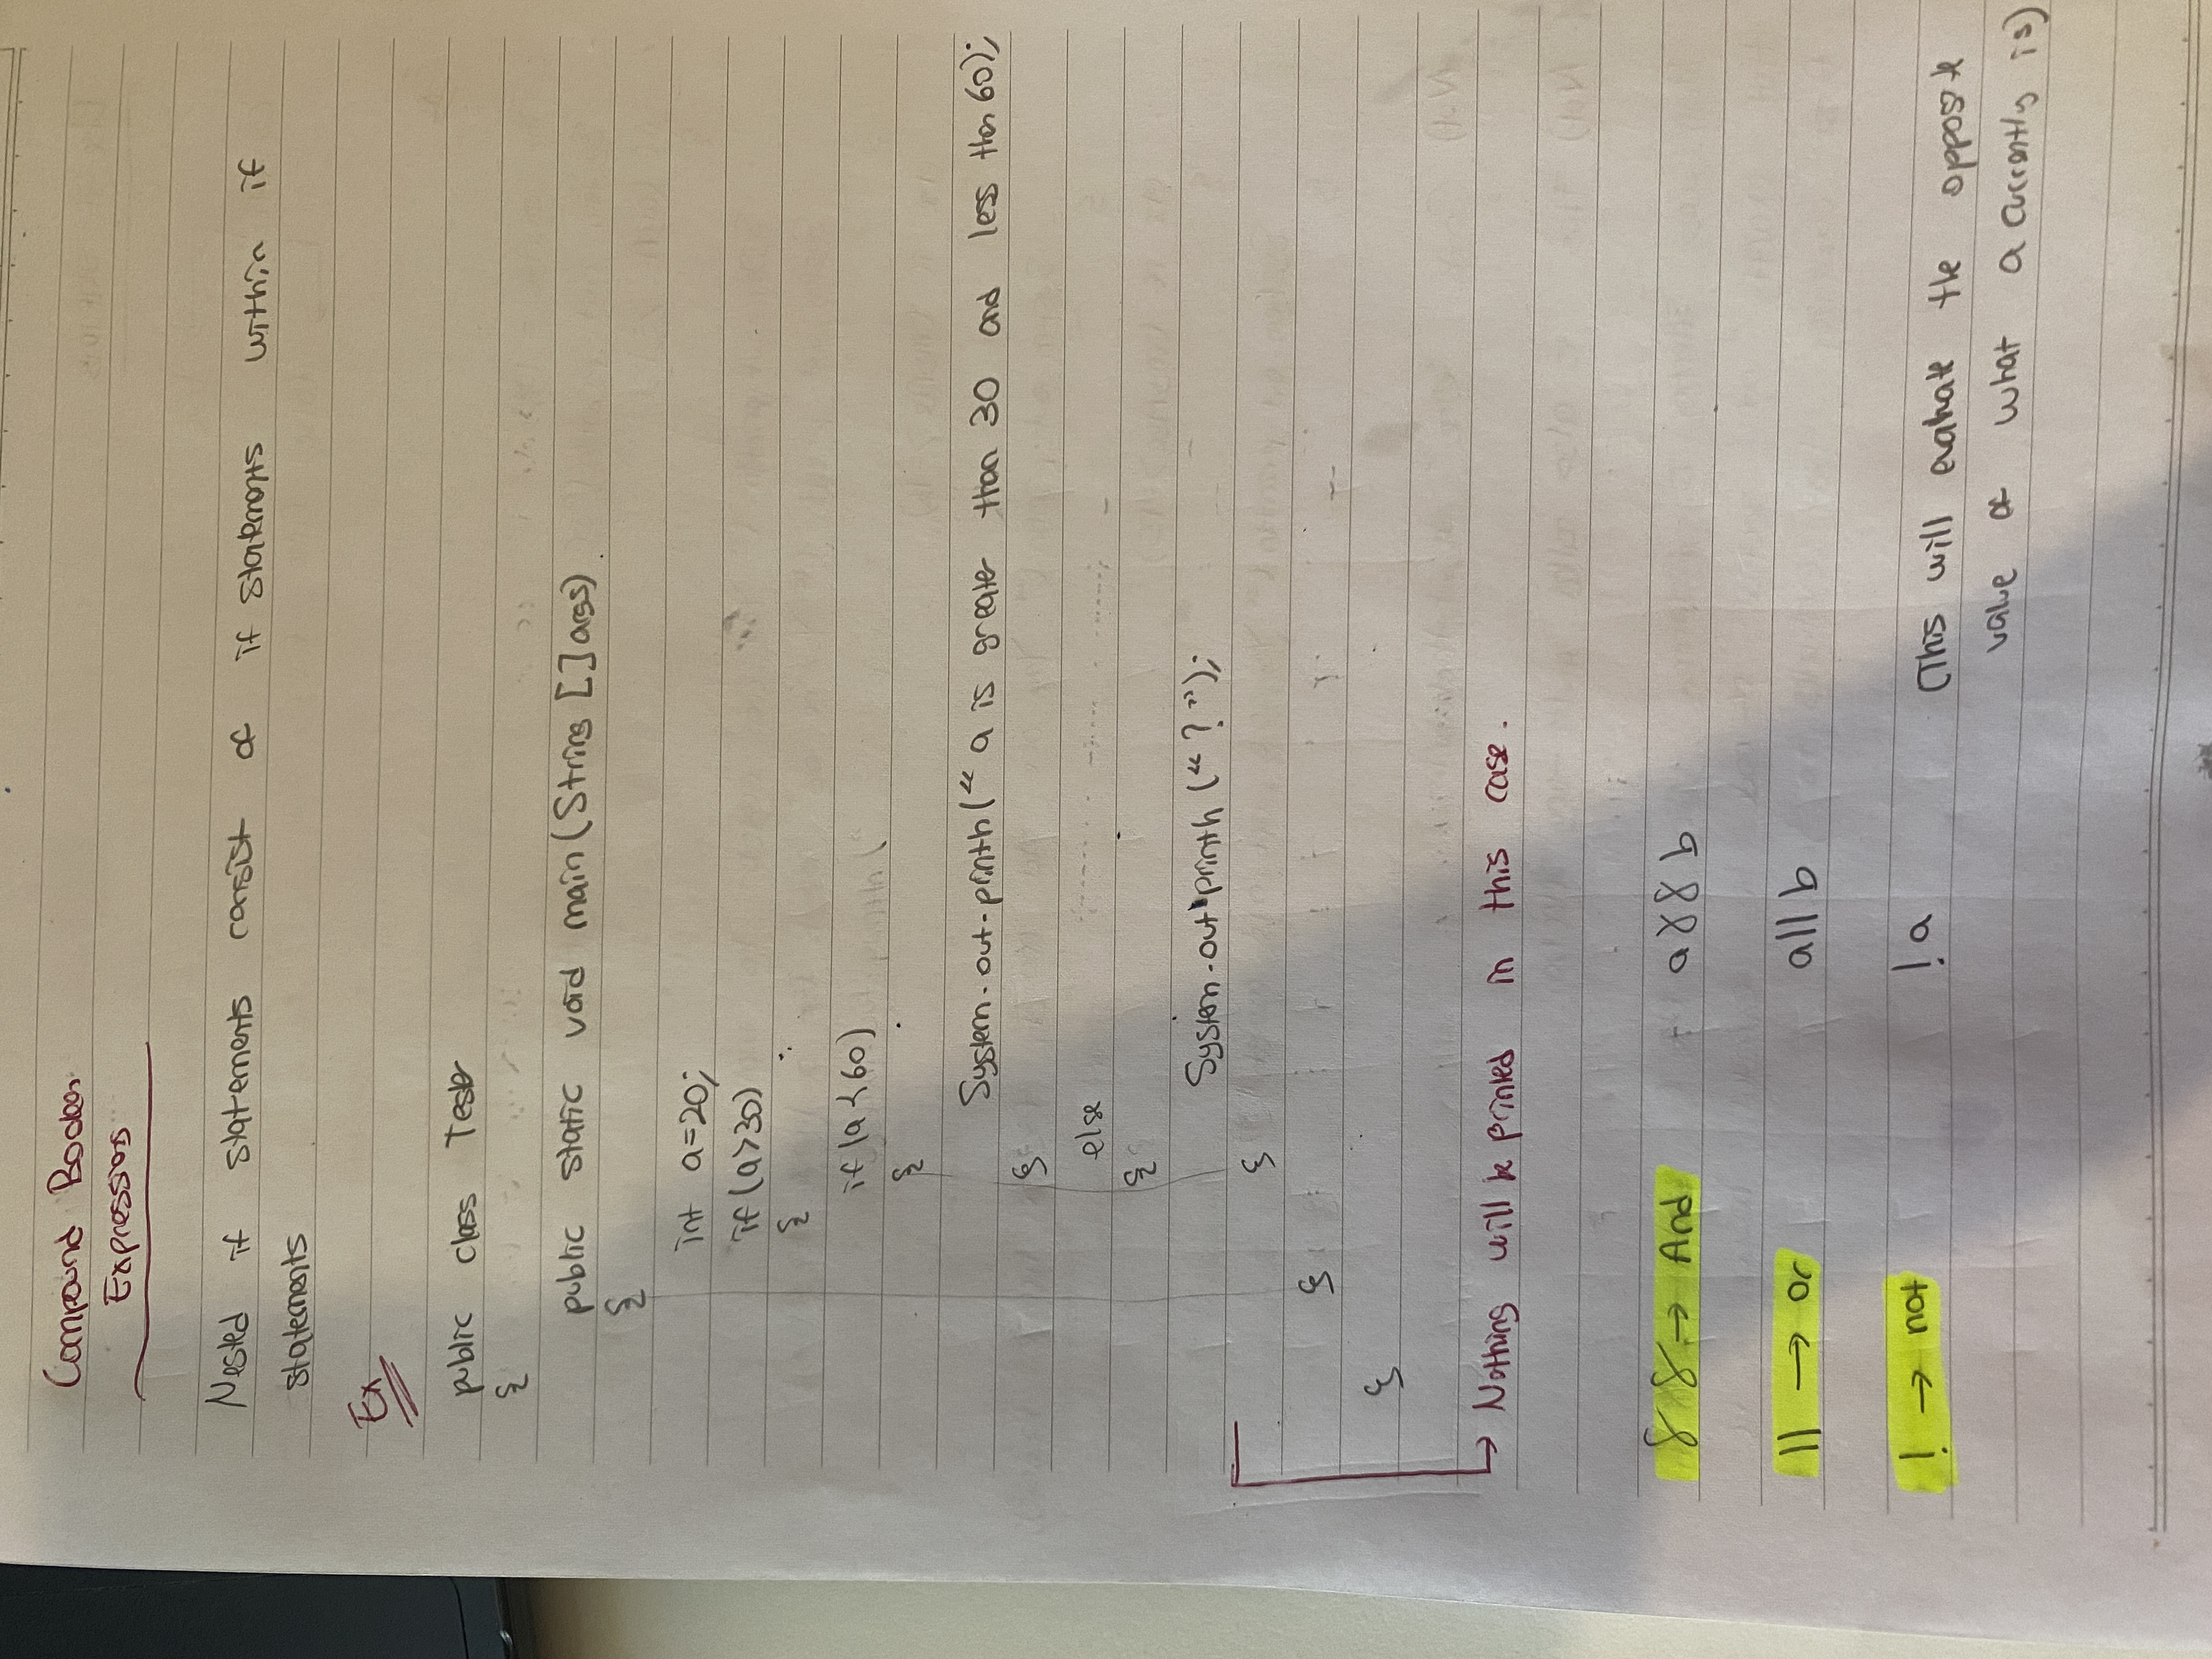 Compound Boolean
Expressions
Nested if statements consist of if statements within if
statements
Ex
public class Tester
{
public static void main(String []args)
{
int a=20;
if(a>30)
{
if(a<60)
{
System.out.println("a is greater than 30 and less than 60);
}
else
{
System.out.println("?");
}
}
}
→ Nothing will be printed in this case.
&& → And a&&b
|| → or a||b
! → not !a (This will evaluate the opposite
value of what a currently is)